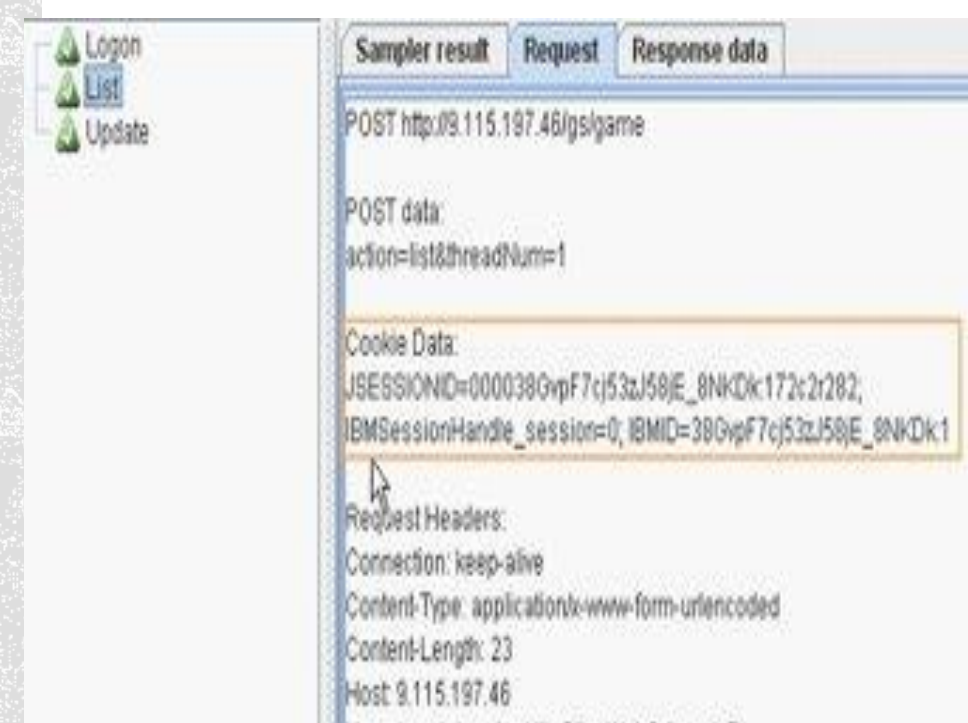 Logon
List
Update
Sampler result Request Response data
POST http://9.115.197.46/gs/game
POST data:
action=list&threadNum=1
Cookie Data:
JSESSIONID=000038GvpF7cj53zJ58jE_8NKDk:172c2r282;
IBMSessionHandle_session=0; IBMID=38GvpF7cj53zJ58jE_8NKDk:1
Request Headers:
Connection: keep-alive
Content-Type: application/x-www-form-urlencoded
Content-Length: 23
Host: 9.115.197.46